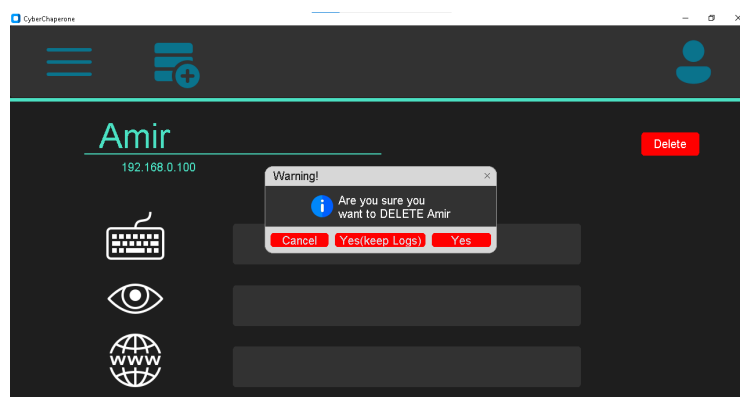 CyberChaperone
Amir
Delete
192.168.0.100
Warning!
Are you sure you
want to DELETE Amir
Cancel
Yes(keep Logs)
Yes
WWW